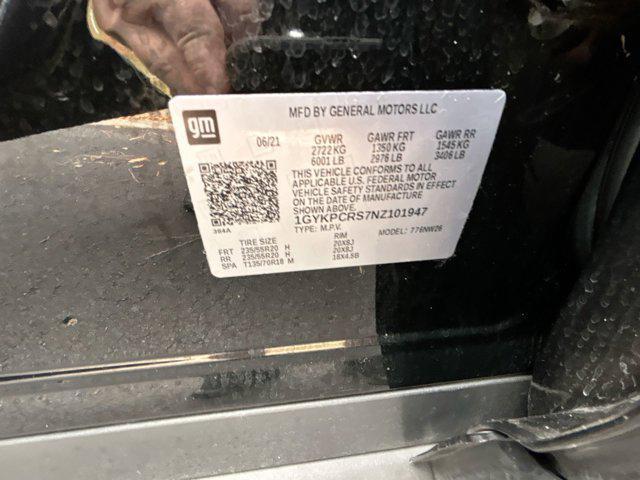 gm
MFD BY GENERAL MOTORS LLC
06/21 GVWR GAWR FRT GAWR RR
2722 KG 1350 KG 1545 KG
6001 LB 2976 LB 3406 LB
THIS VEHICLE CONFORMS TO ALL
APPLICABLE U.S. FEDERAL MOTOR
VEHICLE SAFETY STANDARDS IN EFFECT
ON THE DATE OF MANUFACTURE
SHOWN ABOVE.
1GYKPCRS7NZ101947
384A
TYPE: M.P.V. MODEL: 776NW26
TIRE SIZE RIM
FRT 235/55R20 H 20X8J
RR 235/55R20 H 20X8J
SPA T135/70R18 M 18X4.5B